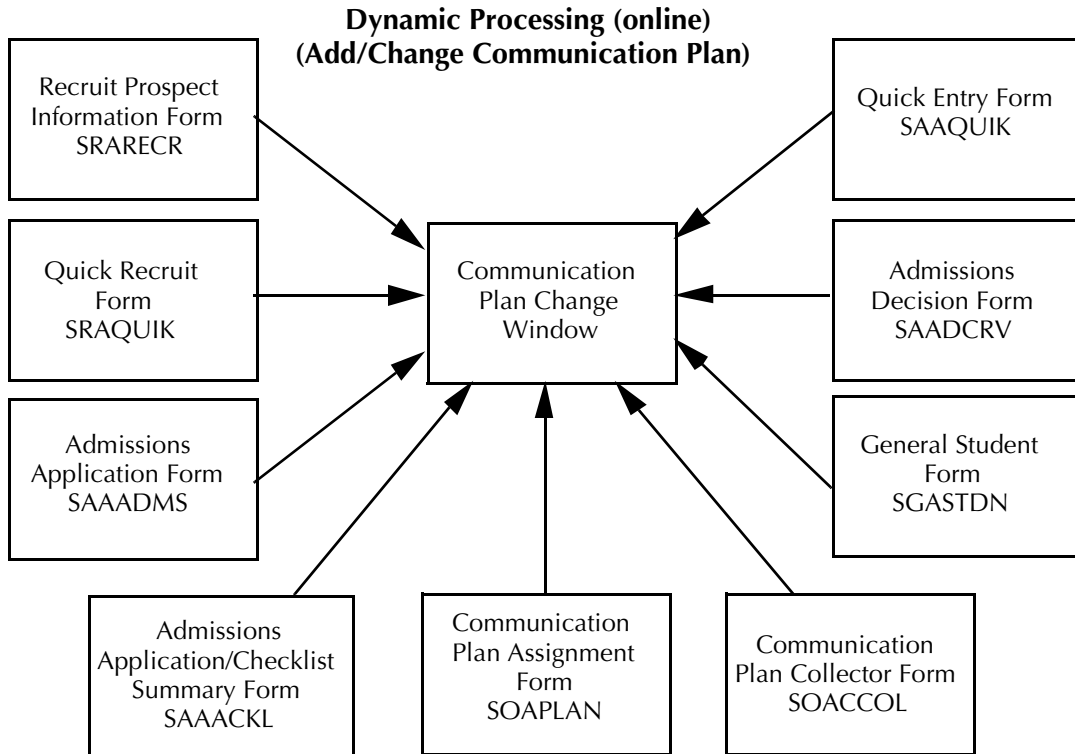 Dynamic Processing (online)
(Add/Change Communication Plan)
Recruit Prospect
Information Form
SRARECR
Quick Entry Form
SAAQUIK
Quick Recruit
Form
SRAQUIK
Communication
Plan Change
Window
Admissions
Decision Form
SAADCRV
Admissions
Application Form
SAAADMS
General Student
Form
SGASTDN
Admissions
Application/Checklist
Summary Form
SAAACKL
Communication
Plan Assignment
Form
SOAPLAN
Communication
Plan Collector Form
SOACCOL